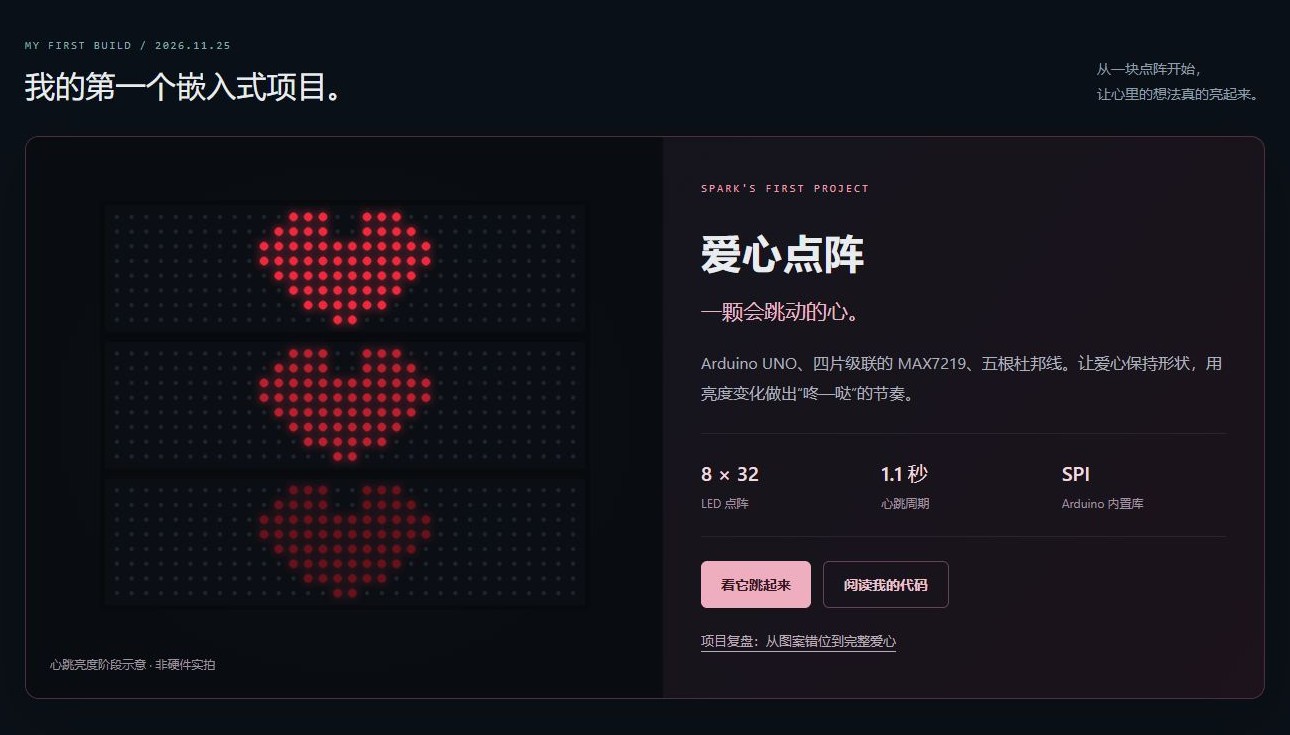 MY FIRST BUILD / 2026.11.25
我的第一个嵌入式项目。
从一块点阵开始，
让心里的想法真的亮起来。
SPARK'S FIRST PROJECT
爱心点阵
一颗会跳动的心。
Arduino UNO、四片级联的 MAX7219、五根杜邦线。让爱心保持形状，用
亮度变化做出“咚—哒”的节奏。
8 × 32
LED 点阵
1.1 秒
心跳周期
SPI
Arduino 内置库
看它跳起来
阅读我的代码
项目复盘：从图案错位到完整爱心
心跳亮度阶段示意 · 非硬件实拍